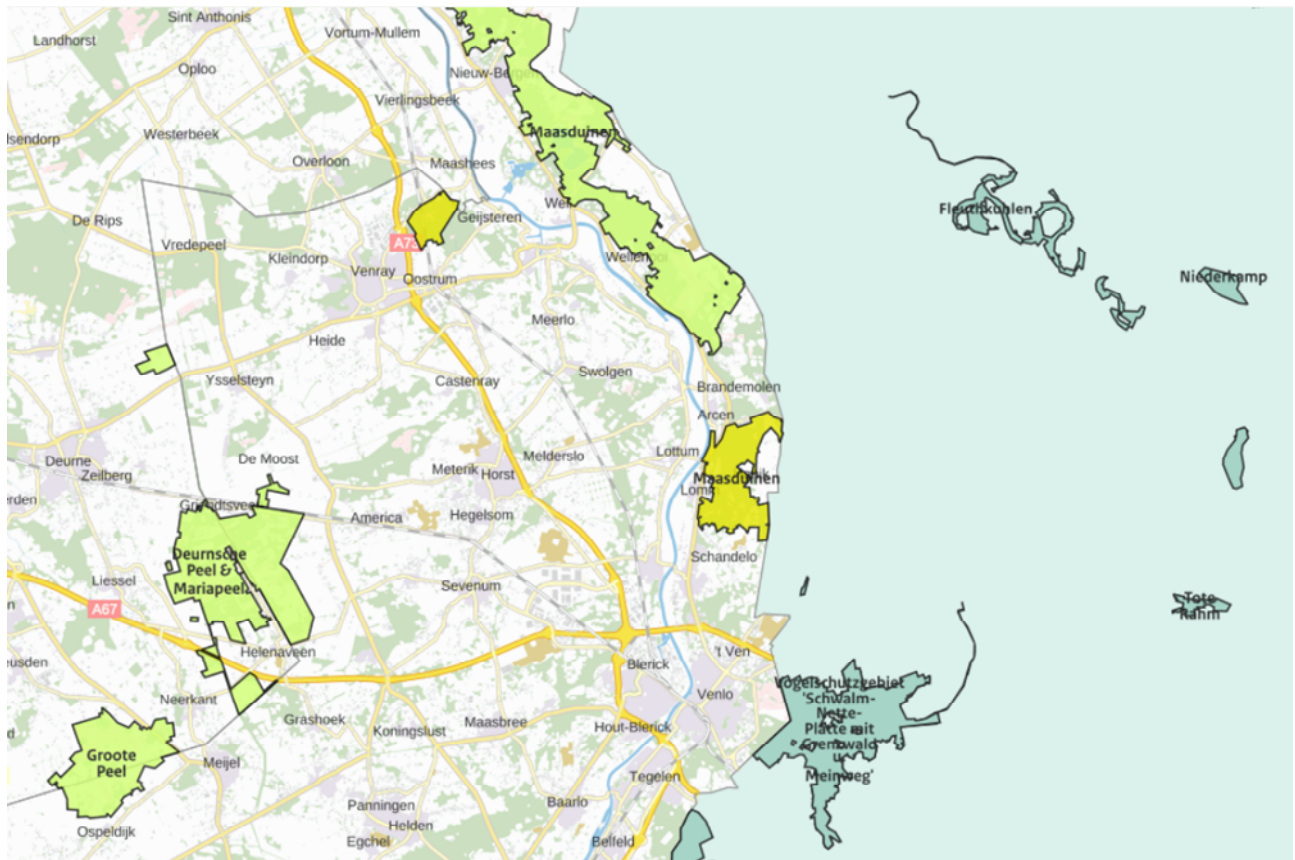 Sint Anthonis
Landhorst
Vortum-Mullem
Oploo
Nieuw-Bergen
Vierlingsbeek
Westerbeek
Maasduinen
Overloon
Maashees
De Rips
Geijsteren
Fleuthkuhlen
Vredepeel
A73
Kleindorp
Venray
Oostrum
Niederkamp
Meerlo
Heide
Swolgen
Ysselsteyn
Castenray
Brandemolen
Arcen
Deurne
Zeilberg
De Moost
Lottum
Melderslo
Meterik
Horst
Maasduinen
America
Hegelsom
Deurnsche
Peel &
Mariapeel
Schandelo
Liessel
Sevenum
A67
Tote
Rahm
Helenaveen
't Ven
Blerick
Neerkant
Venlo
Vogelschutzgebiet
'Schwalm-
Nette-
Platte mit
Grenzwald
u
Meinweg'
Grashoek
Koningslust
Maasbree
Hout-Blerick
Groote
Peel
Meijel
Tegelen
Baarlo
Panningen
Helden
Ospeldijk
Egchel
Belfeld